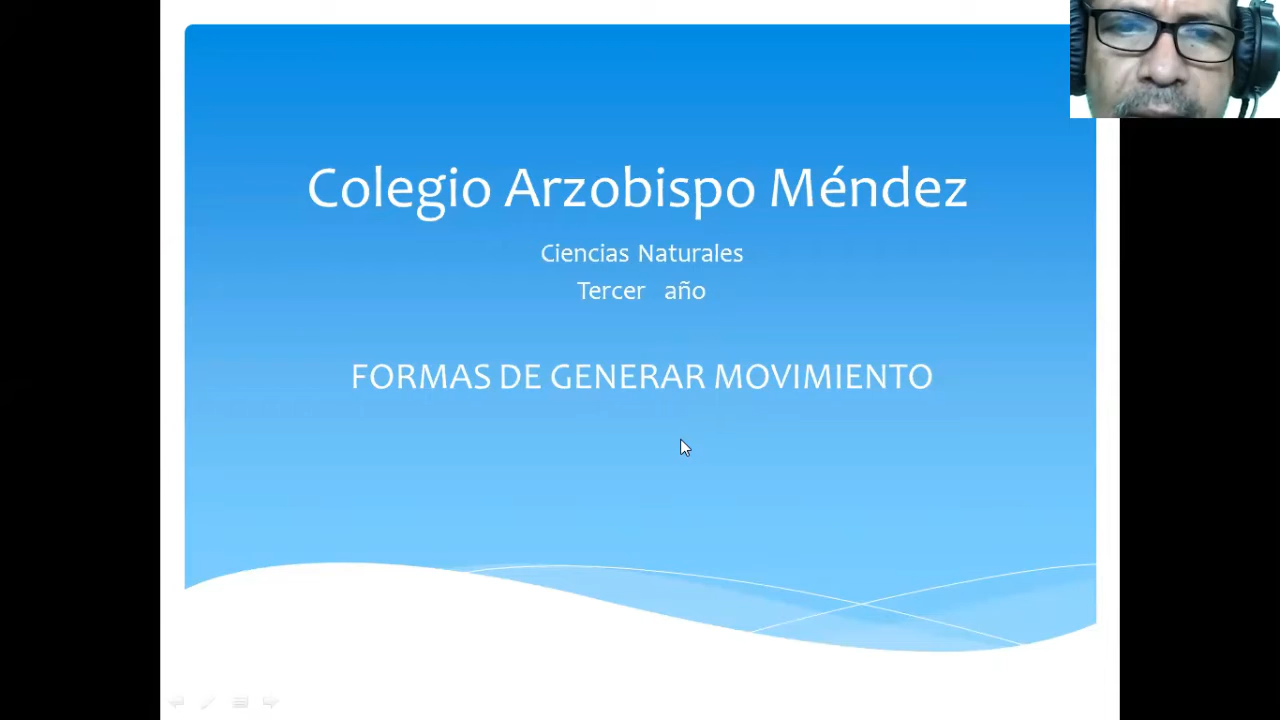 Colegio Arzobispo Méndez
Ciencias Naturales
Tercer año
FORMAS DE GENERAR MOVIMIENTO